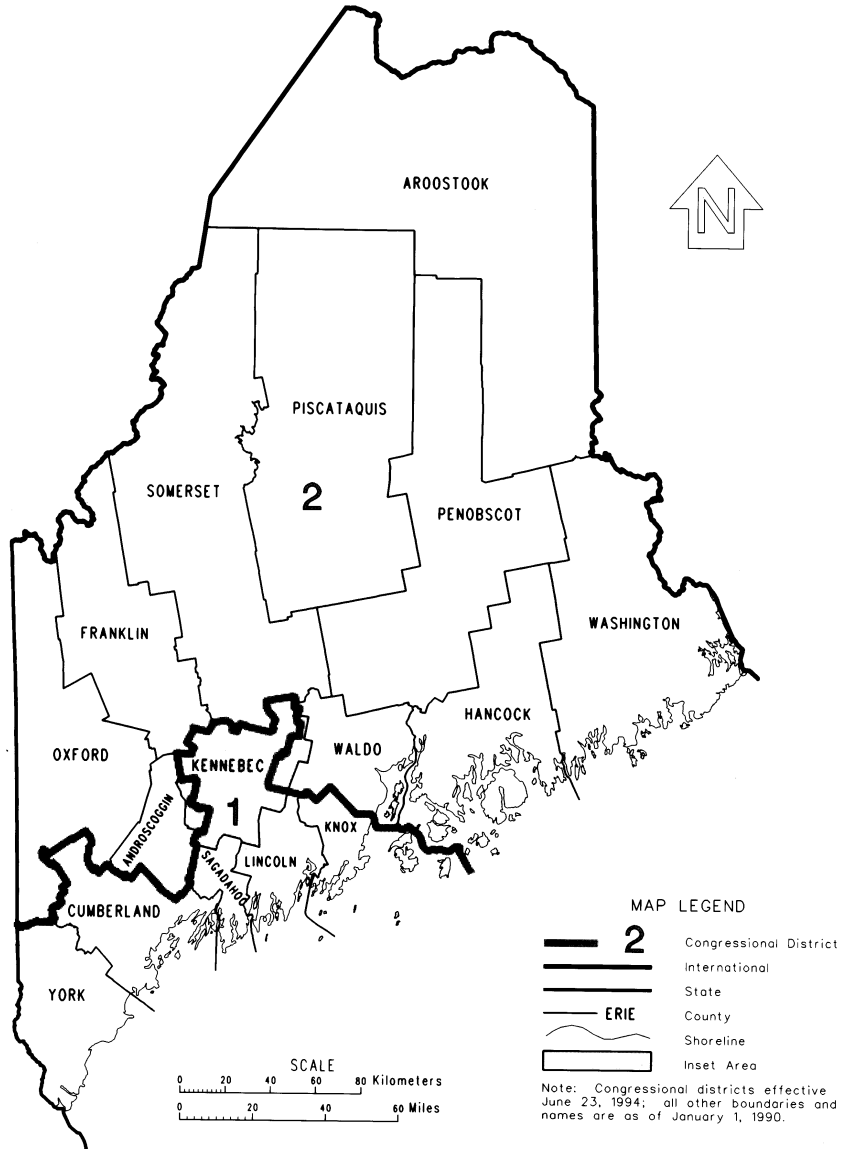 AROOSTOOK
N
PISCATAQUIS
SOMERSET
2
PENOBSCOT
FRANKLIN
WASHINGTON
HANCOCK
OXFORD
KENNEBEC
WALDO
ANDROSCOGGIN
1
KNOX
SAGADAHOC
LINCOLN
CUMBERLAND
YORK
MAP LEGEND
2 Congressional District
International
State
ERIE County
Shoreline
Inset Area
SCALE
0 20 40 60 80 Kilometers
0 20 40 60 Miles
Note: Congressional districts effective
June 23, 1994; all other boundaries and
names are as of January 1, 1990.